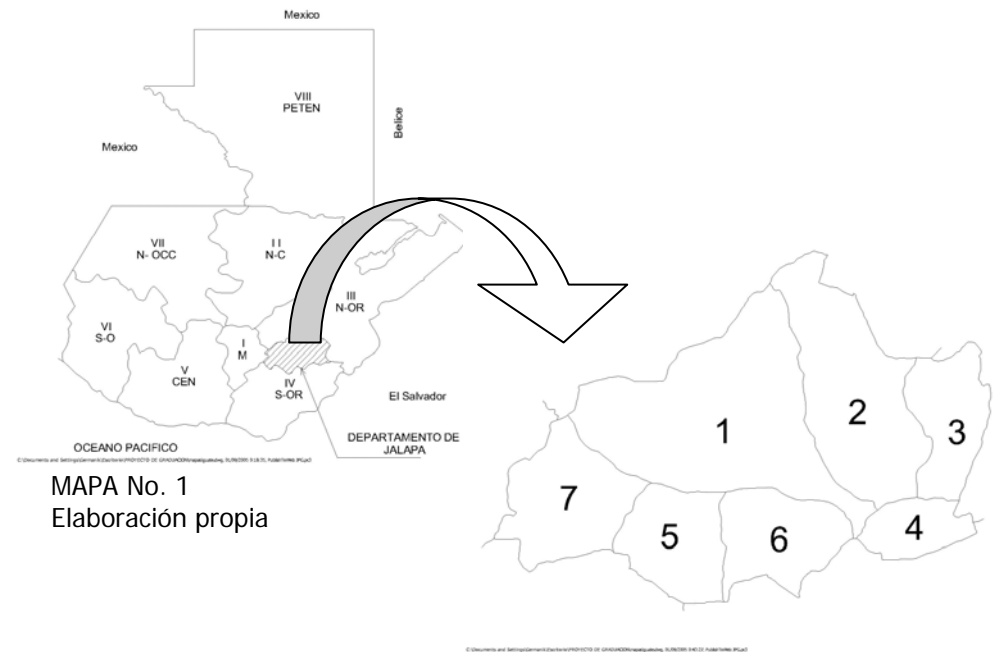 Mexico
VIII
PETEN
Belice
Mexico
VII
N- OCC
I I
N-C
III
N-OR
VI
S-O
I
M
V
CEN
IV
S-OR
El Salvador
OCEANO PACIFICO
DEPARTAMENTO DE
JALAPA
MAPA No. 1
Elaboración propia
1
2
3
7
5
6
4